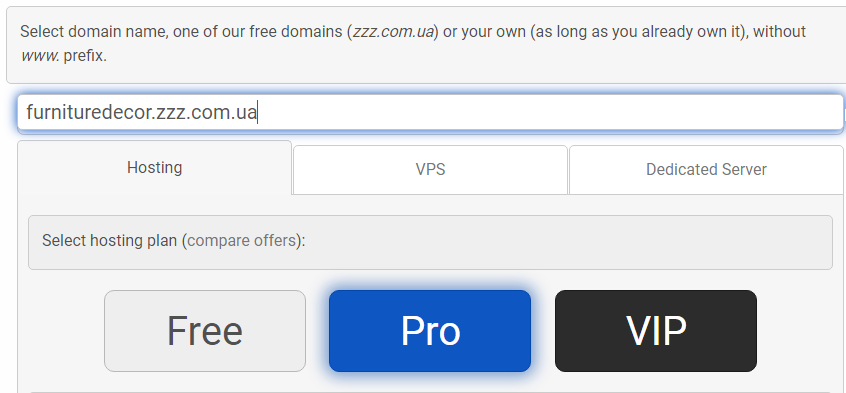 Select domain name, one of our free domains (zzz.com.ua) or your own (as long as you already own it), without
www. prefix.
furnituredecor.zzz.com.ua
Hosting
VPS
Dedicated Server
Select hosting plan (compare offers):
Free
Pro
VIP